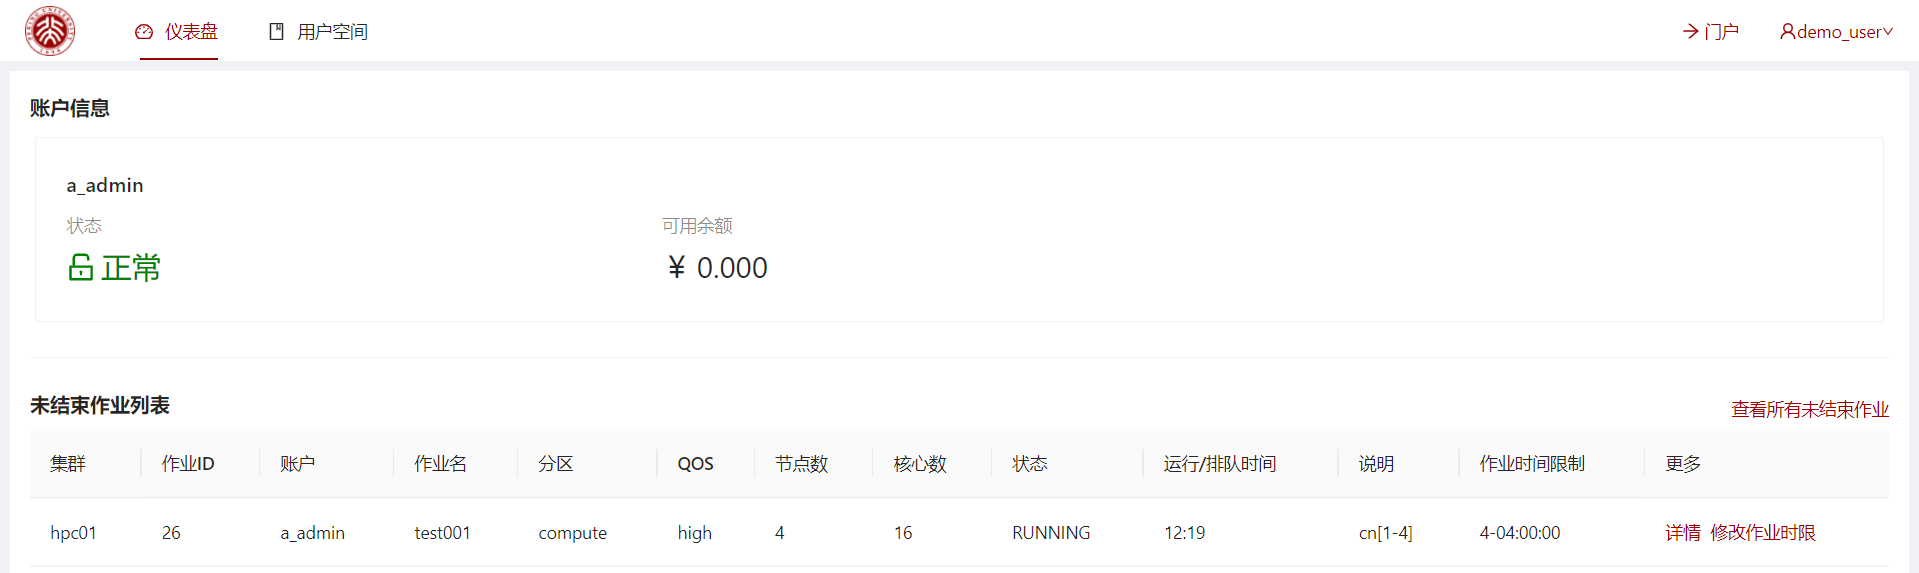 仪表盘 用户空间 门户 demo_user
账户信息
a_admin
状态 可用余额
正常 ¥ 0.000
未结束作业列表 查看所有未结束作业
集群 作业ID 账户 作业名 分区 QOS 节点数 核心数 状态 运行/排队时间 说明 作业时间限制 更多
hpc01 26 a_admin test001 compute high 4 16 RUNNING 12:19 cn[1-4] 4-04:00:00 详情 修改作业时限